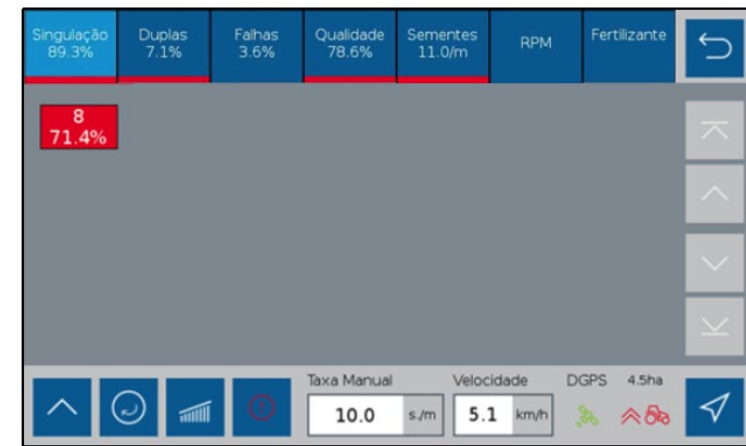 Singulação
89.3%
Duplas
7.1%
Falhas
3.6%
Qualidade
78.6%
Sementes
11.0/m
RPM
Fertilizante
8
71.4%
Taxa Manual
10.0 s./m
Velocidade
5.1 km/h
DGPS 4.5ha